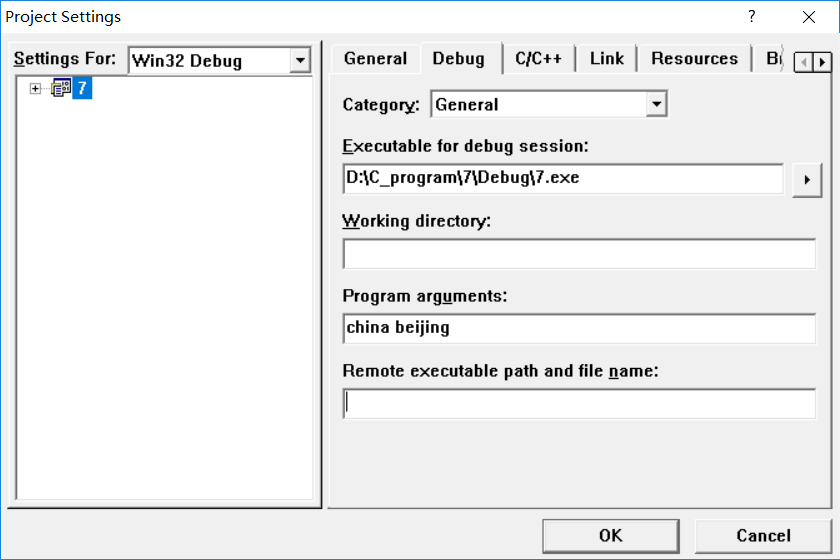 Project Settings
?
Settings For:
Win32 Debug
7
General
Debug
C/C++
Link
Resources
Category:
General
Executable for debug session:
D:\C_program\7\Debug\7.exe
Working directory:
Program arguments:
china beijing
Remote executable path and file name:
OK
Cancel